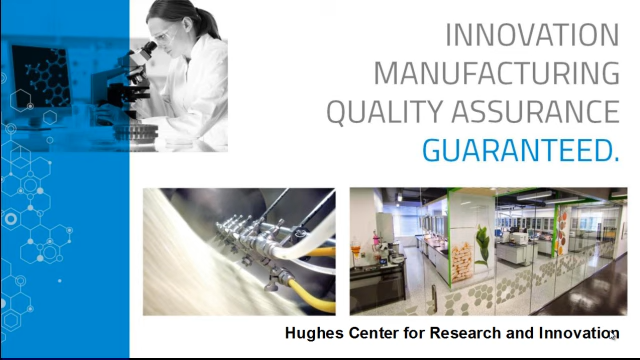 INNOVATION
MANUFACTURING
QUALITY ASSURANCE
GUARANTEED.
Hughes Center for Research and Innovation